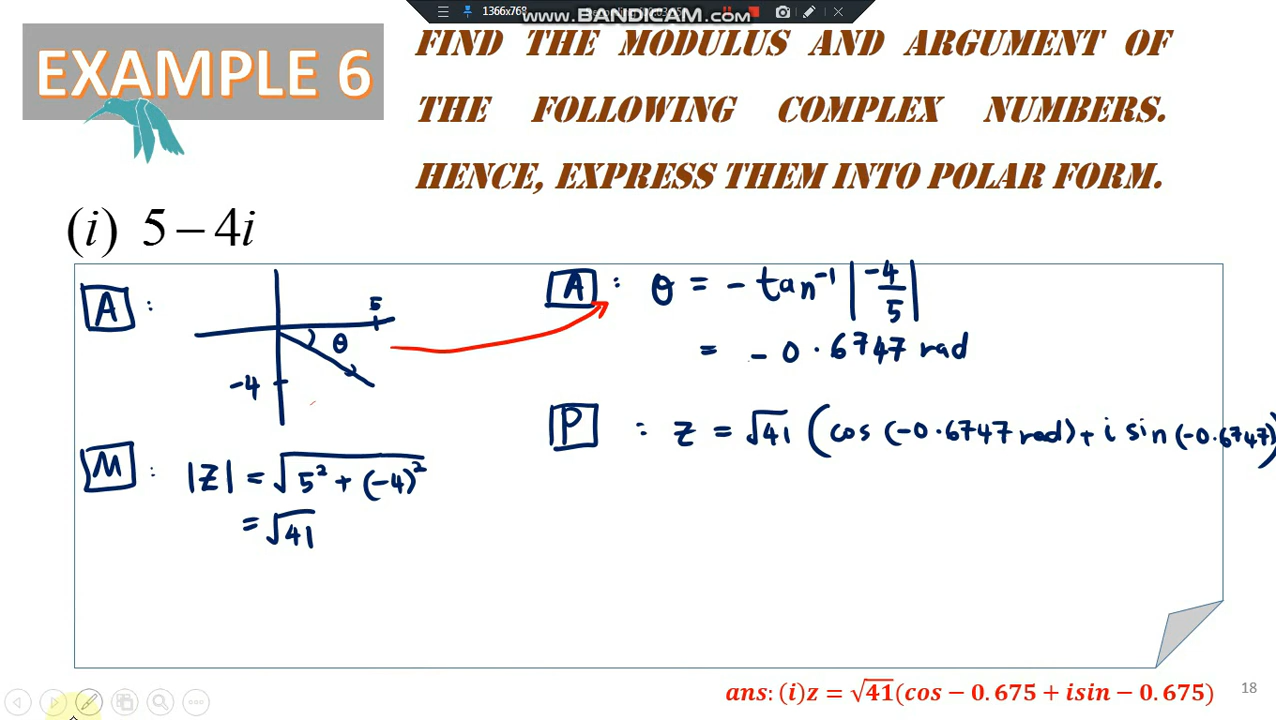 1366x768
www.BANDICAM.com
EXAMPLE 6
FIND THE MODULUS AND ARGUMENT OF
THE FOLLOWING COMPLEX NUMBERS.
HENCE, EXPRESS THEM INTO POLAR FORM.
(i) 5 − 4i
A :
5
θ
-4
M : |Z| = √5² + (-4)²
= √41
A : θ = - tan⁻¹ |-4/5|
= - 0.6747 rad
P : z = √41 (cos (-0.6747 rad) + i sin (-0.6747))
ans: (i)z = √41(cos − 0.675 + isin − 0.675)
18